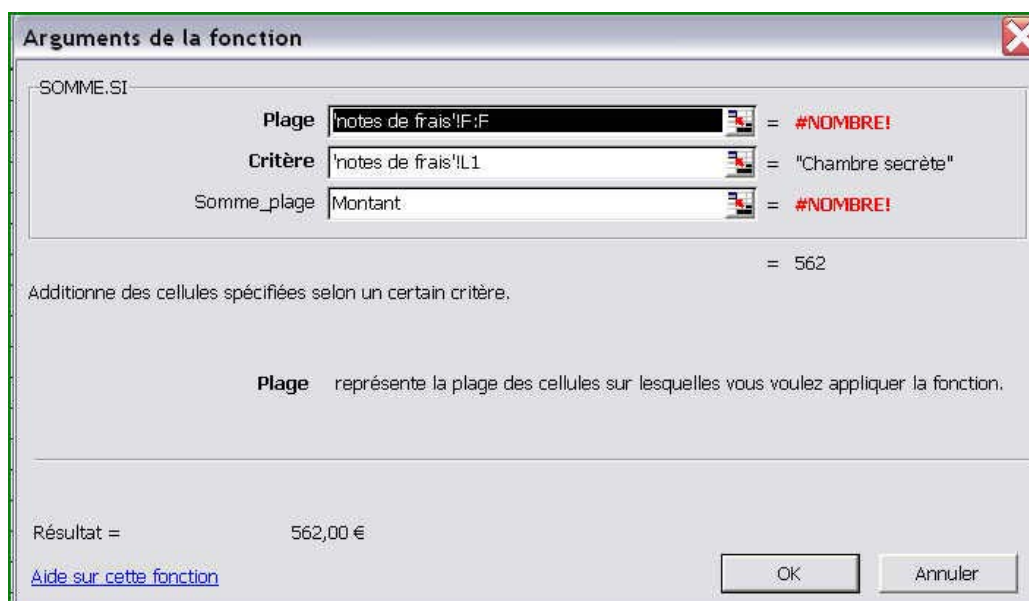 Arguments de la fonction
SOMME.SI
Plage 'notes de frais'!F:F = #NOMBRE!
Critère 'notes de frais'!L1 = "Chambre secrète"
Somme_plage Montant = #NOMBRE!
= 562
Additionne des cellules spécifiées selon un certain critère.
Plage représente la plage des cellules sur lesquelles vous voulez appliquer la fonction.
Résultat = 562,00 €
Aide sur cette fonction OK Annuler